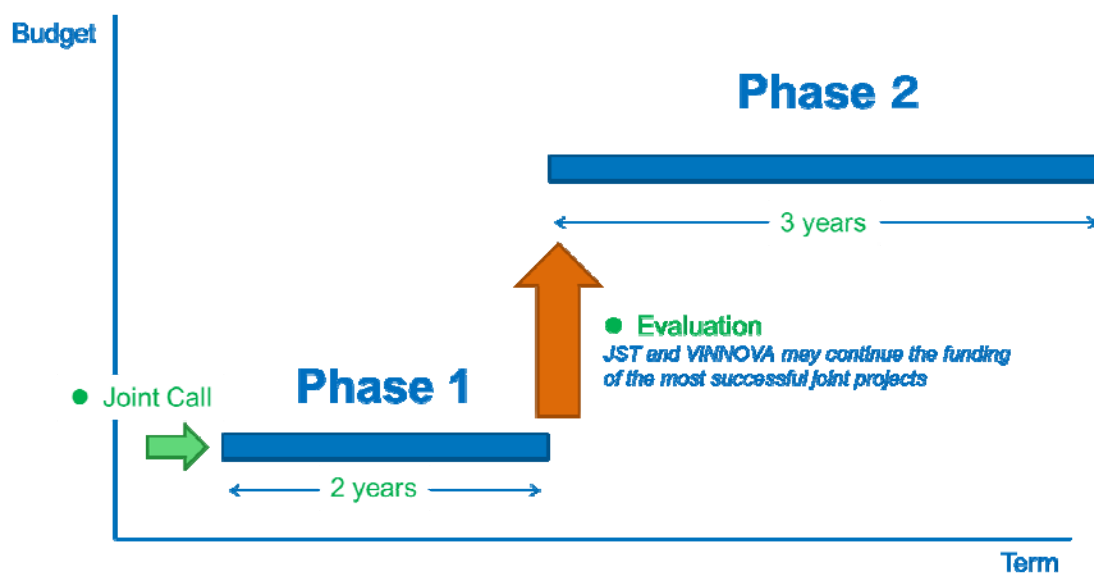 Budget
Phase 2
3 years
● Evaluation
JST and VINNOVA may continue the funding
of the most successful joint projects
Phase 1
● Joint Call
2 years
Term